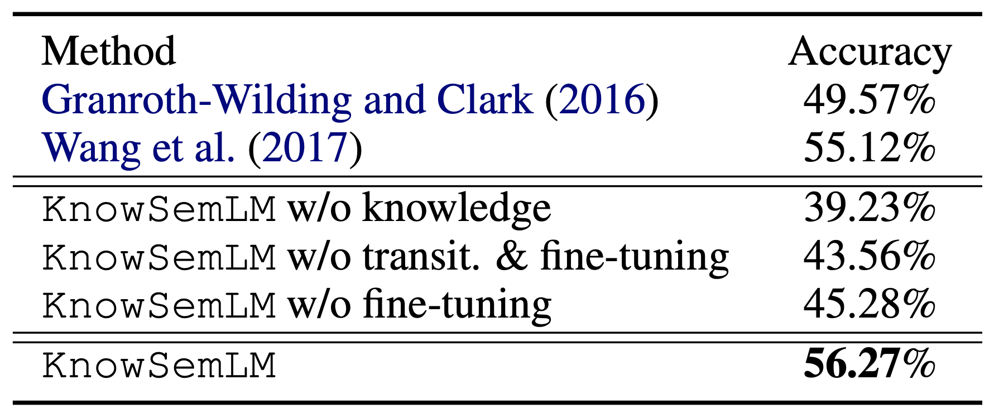 Method Accuracy
Granroth-Wilding and Clark (2016) 49.57%
Wang et al. (2017) 55.12%
KnowSemLM w/o knowledge 39.23%
KnowSemLM w/o transit. & fine-tuning 43.56%
KnowSemLM w/o fine-tuning 45.28%
KnowSemLM 56.27%